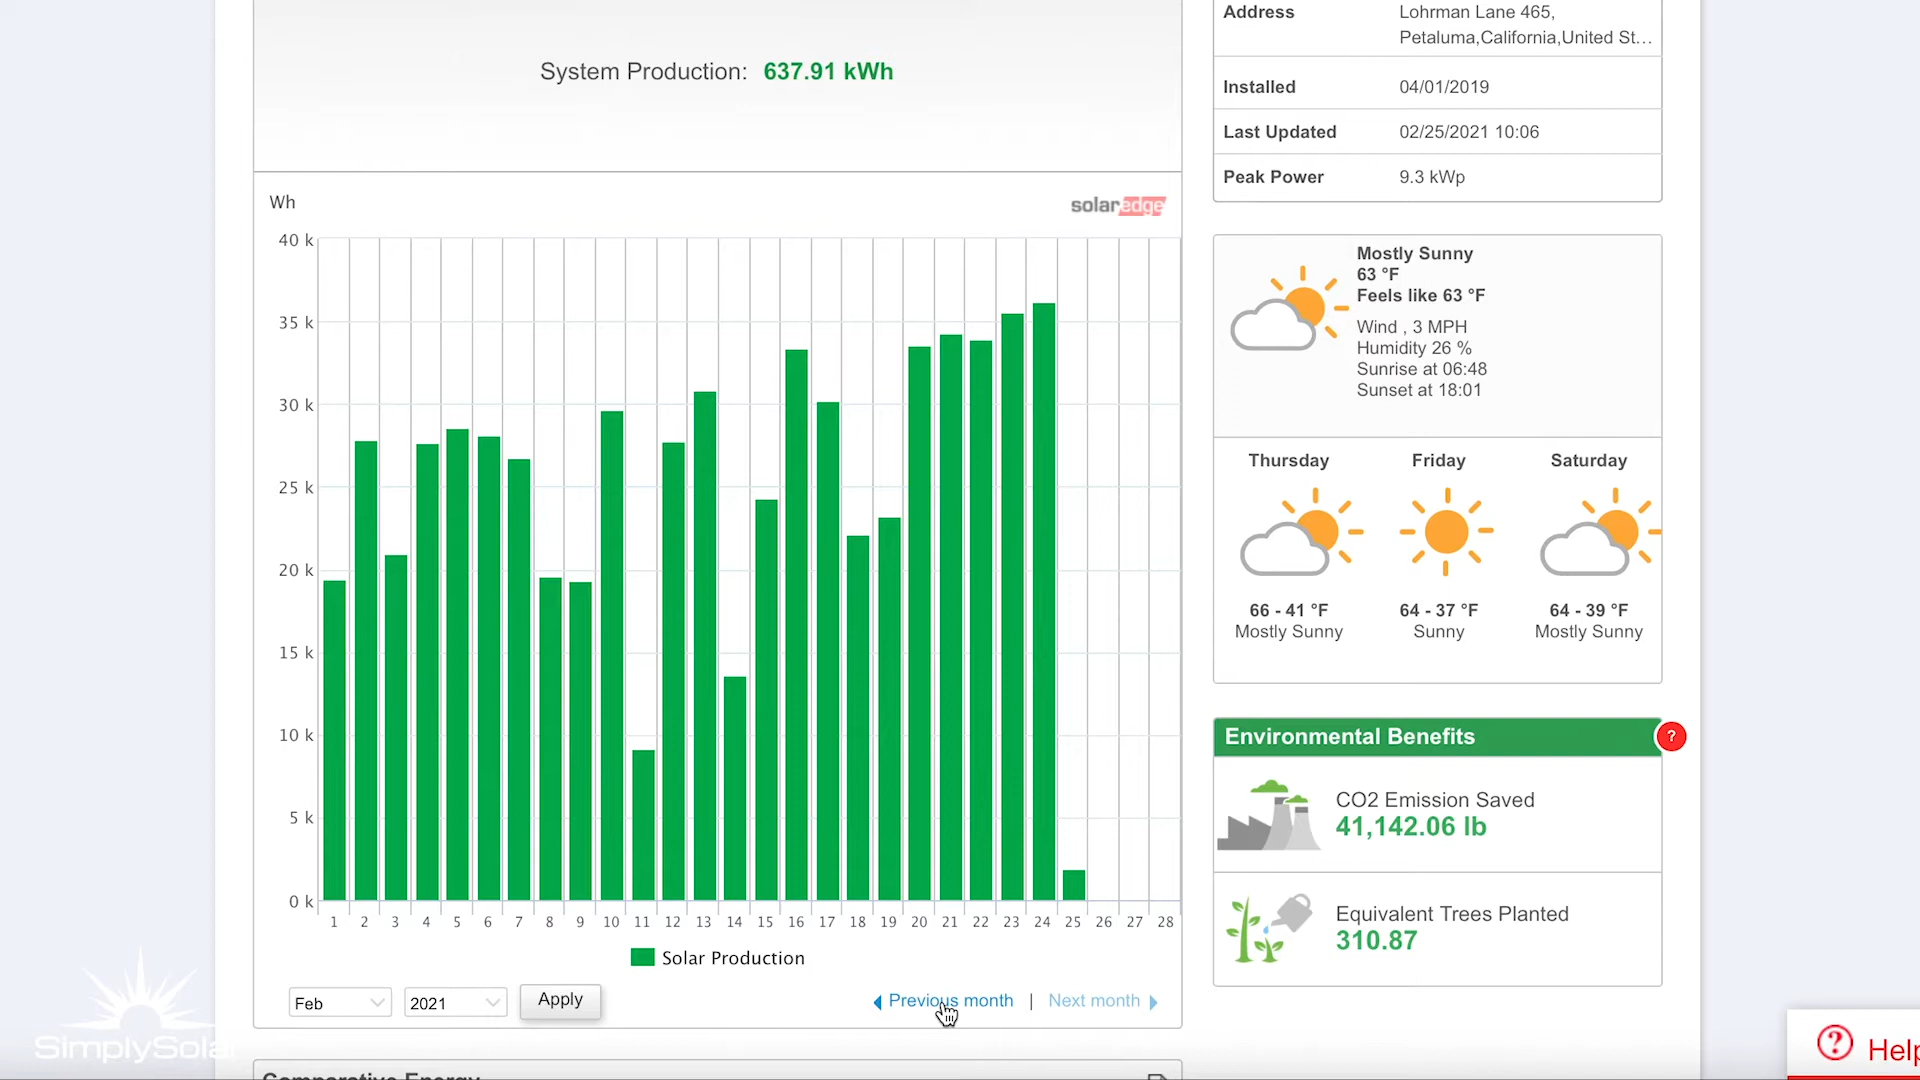 System Production: 637.91 kWh
Address Lohrman Lane 465,
Petaluma,California,United St...
Installed 04/01/2019
Last Updated 02/25/2021 10:06
Peak Power 9.3 kWp
Wh
solaredge
40 k
35 k
30 k
25 k
20 k
15 k
10 k
5 k
0 k
1 2 3 4 5 6 7 8 9 10 11 12 13 14 15 16 17 18 19 20 21 22 23 24 25 26 27 28
Solar Production
Feb 2021 Apply Previous month | Next month
Mostly Sunny
63 °F
Feels like 63 °F
Wind , 3 MPH
Humidity 26 %
Sunrise at 06:48
Sunset at 18:01
Thursday Friday Saturday
66 - 41 °F 64 - 37 °F 64 - 39 °F
Mostly Sunny Sunny Mostly Sunny
Environmental Benefits ?
CO2 Emission Saved
41,142.06 lb
Equivalent Trees Planted
310.87
SimplySolar
Comparative Energy
? Help